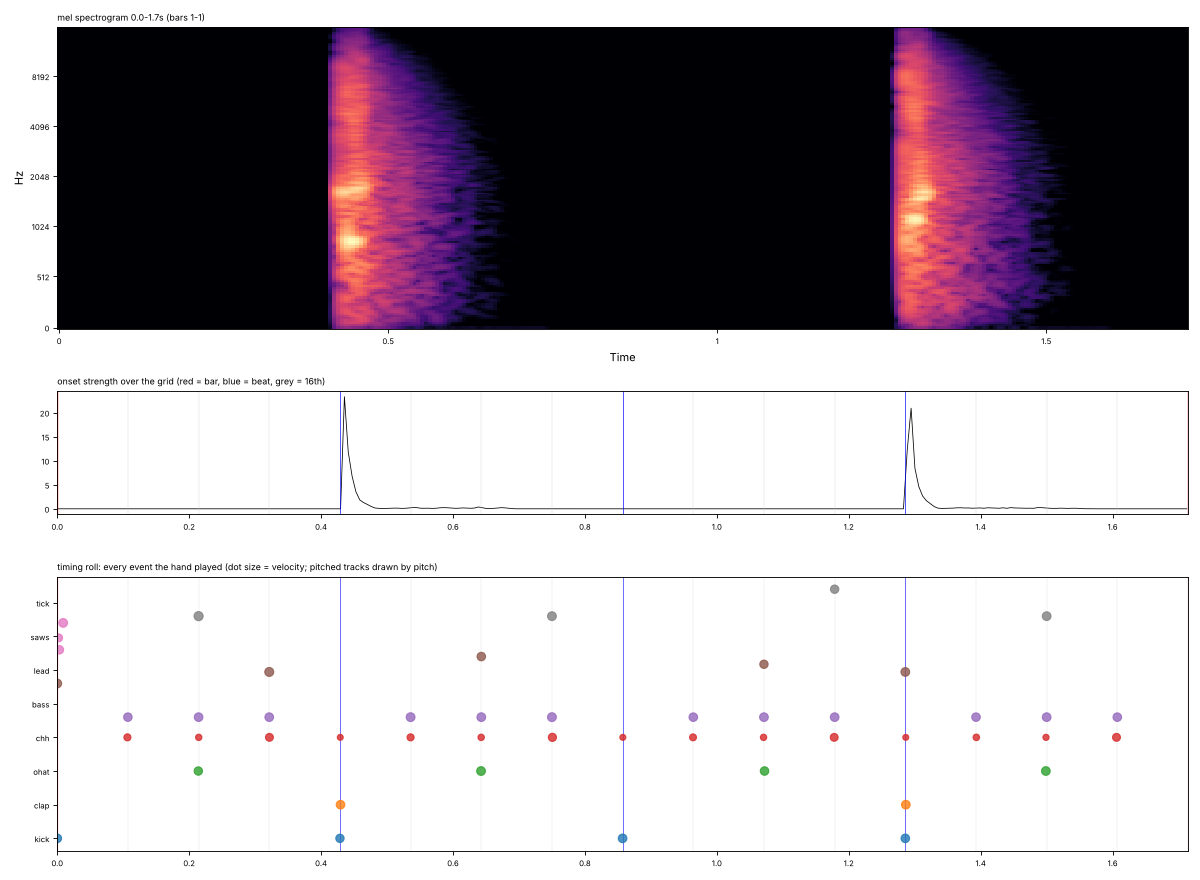 mel spectrogram 0.0-1.7s (bars 1-1)
Hz
8192
4096
2048
1024
512
0
0
0.5
1
1.5
Time
onset strength over the grid (red = bar, blue = beat, grey = 16th)
20
15
10
5
0
0.0
0.2
0.4
0.6
0.8
1.0
1.2
1.4
1.6
timing roll: every event the hand played (dot size = velocity; pitched tracks drawn by pitch)
tick
saws
lead
bass
chh
ohat
clap
kick
0.0
0.2
0.4
0.6
0.8
1.0
1.2
1.4
1.6